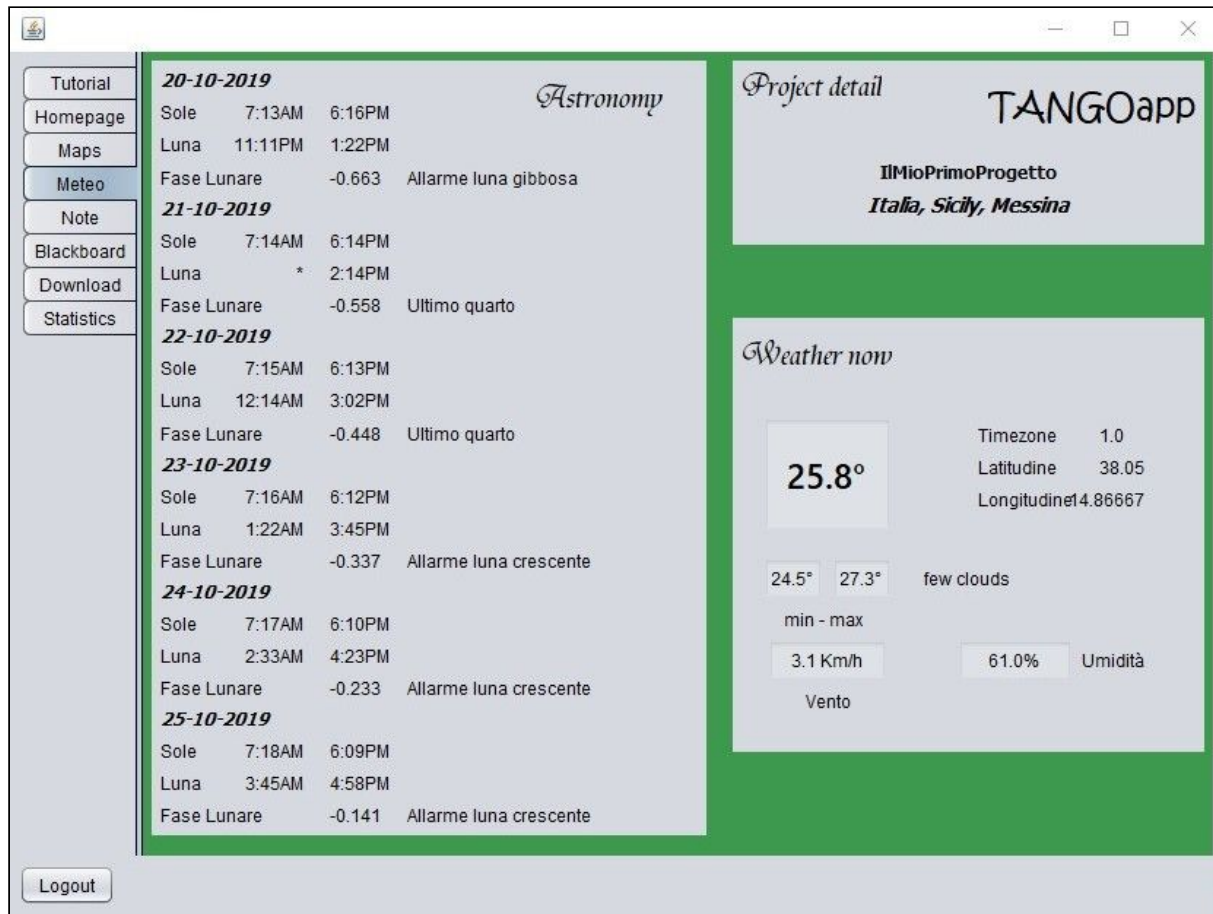 Tutorial
Homepage
Maps
Meteo
Note
Blackboard
Download
Statistics
Logout
Astronomy
20-10-2019
Sole 7:13AM 6:16PM
Luna 11:11PM 1:22PM
Fase Lunare -0.663 Allarme luna gibbosa
21-10-2019
Sole 7:14AM 6:14PM
Luna * 2:14PM
Fase Lunare -0.558 Ultimo quarto
22-10-2019
Sole 7:15AM 6:13PM
Luna 12:14AM 3:02PM
Fase Lunare -0.448 Ultimo quarto
23-10-2019
Sole 7:16AM 6:12PM
Luna 1:22AM 3:45PM
Fase Lunare -0.337 Allarme luna crescente
24-10-2019
Sole 7:17AM 6:10PM
Luna 2:33AM 4:23PM
Fase Lunare -0.233 Allarme luna crescente
25-10-2019
Sole 7:18AM 6:09PM
Luna 3:45AM 4:58PM
Fase Lunare -0.141 Allarme luna crescente
Project detail
TANGOapp
IlMioPrimoProgetto
Italia, Sicily, Messina
Weather now
25.8°
Timezone 1.0
Latitudine 38.05
Longitudine 14.86667
24.5° 27.3° few clouds
min - max
3.1 Km/h 61.0% Umidità
Vento